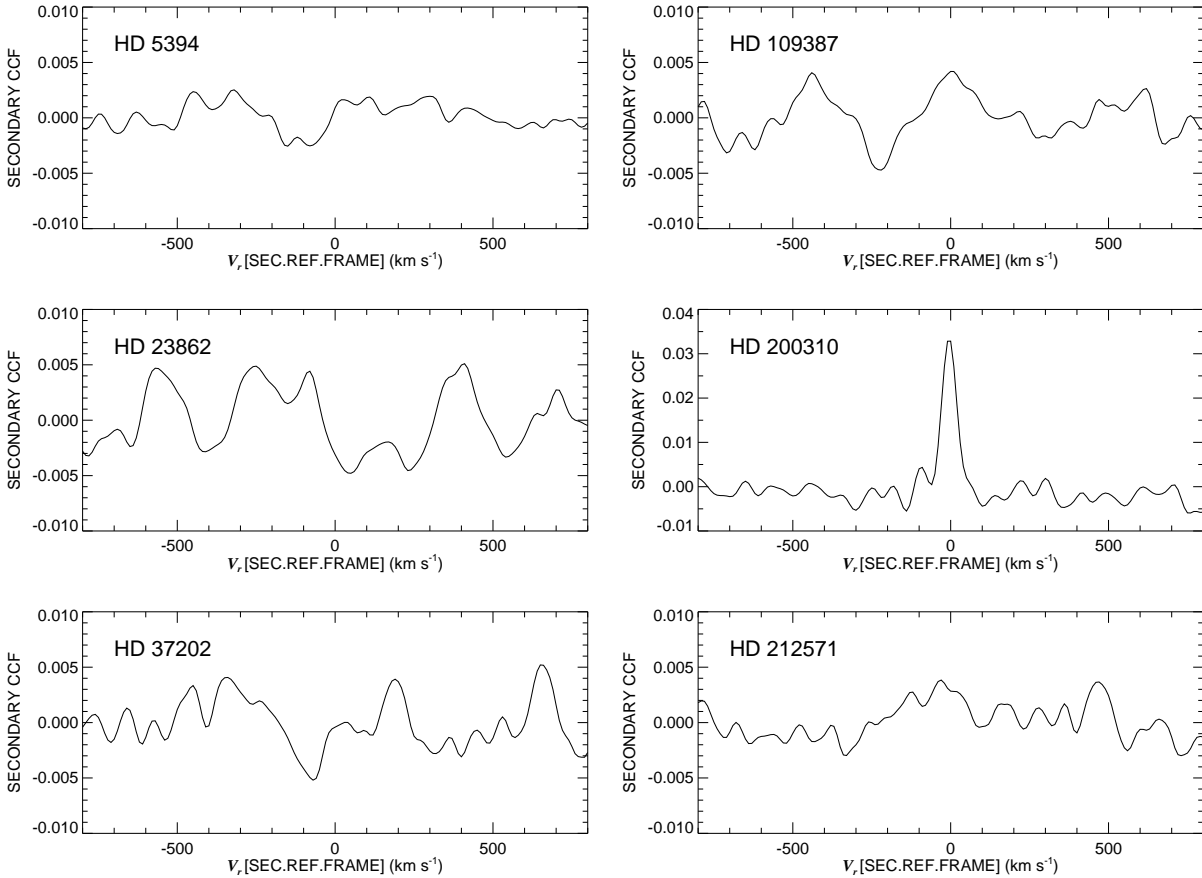 0.010
0.005
0.000
-0.005
-0.010
SECONDARY CCF
HD 5394
-500 0 500
Vr [SEC.REF.FRAME] (km s-1)
0.010
0.005
0.000
-0.005
-0.010
SECONDARY CCF
HD 109387
-500 0 500
Vr [SEC.REF.FRAME] (km s-1)
0.010
0.005
0.000
-0.005
-0.010
SECONDARY CCF
HD 23862
-500 0 500
Vr [SEC.REF.FRAME] (km s-1)
0.04
0.03
0.02
0.01
0.00
-0.01
SECONDARY CCF
HD 200310
-500 0 500
Vr [SEC.REF.FRAME] (km s-1)
0.010
0.005
0.000
-0.005
-0.010
SECONDARY CCF
HD 37202
-500 0 500
Vr [SEC.REF.FRAME] (km s-1)
0.010
0.005
0.000
-0.005
-0.010
SECONDARY CCF
HD 212571
-500 0 500
Vr [SEC.REF.FRAME] (km s-1)